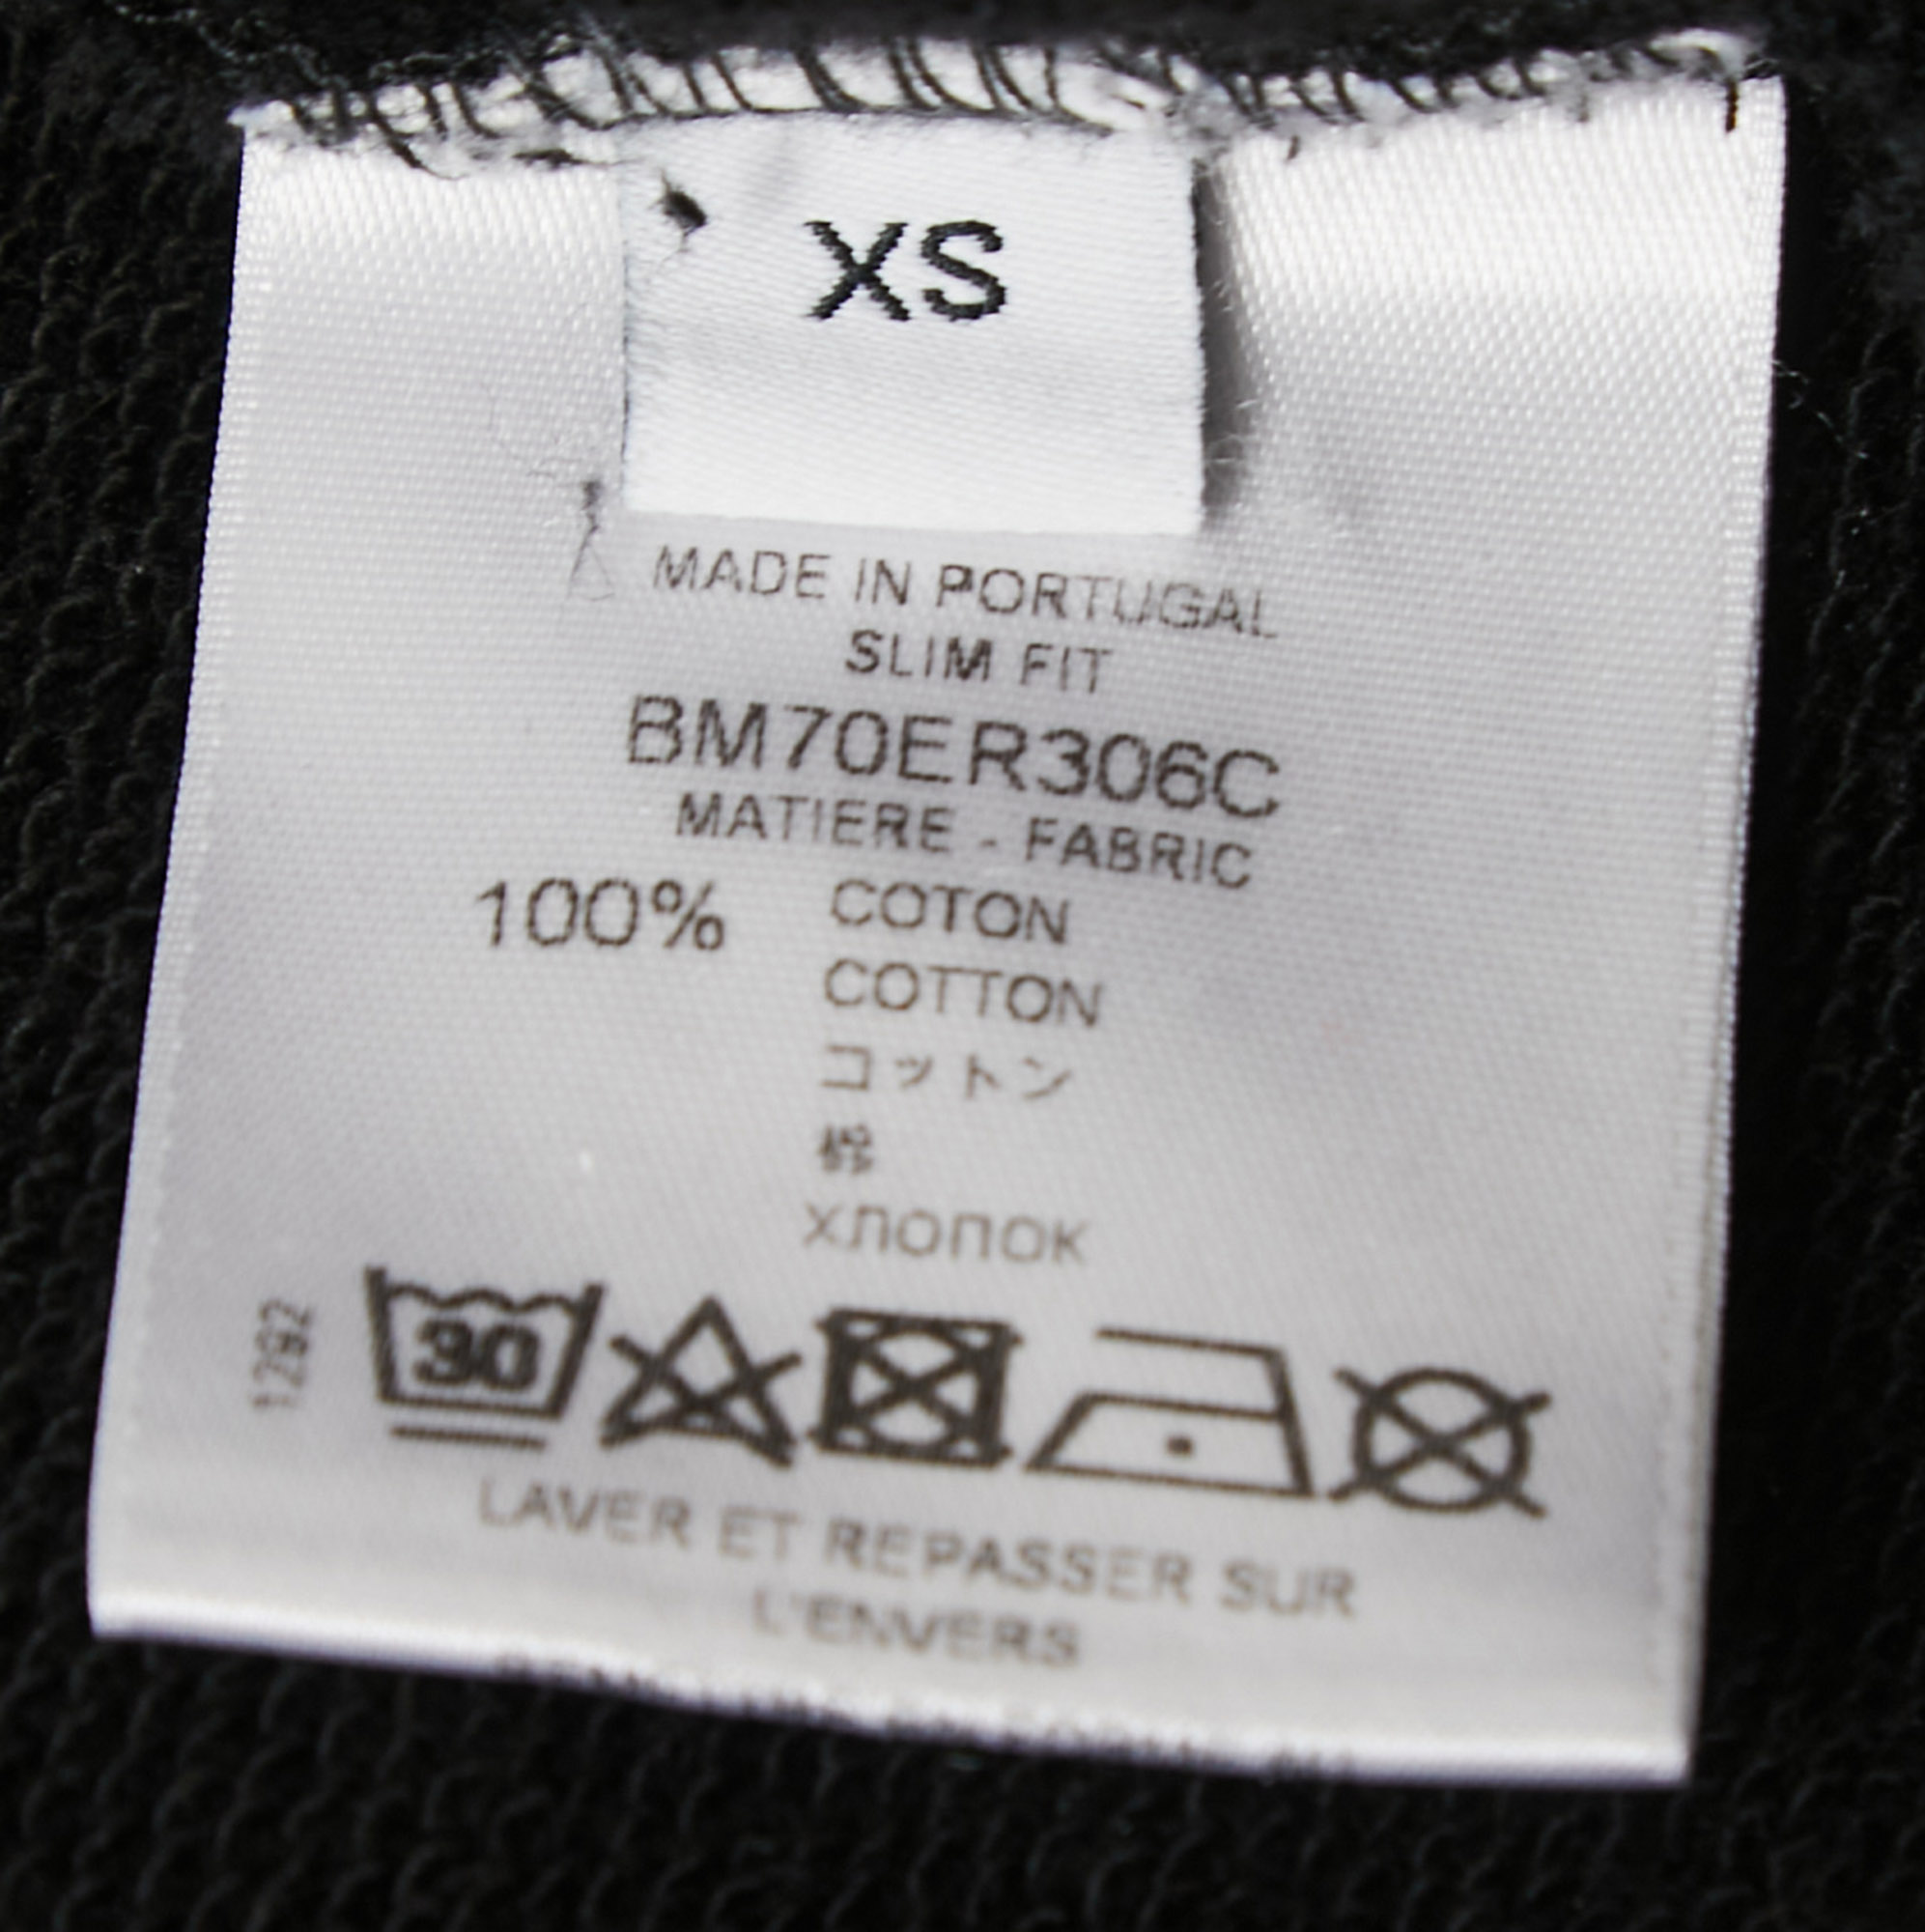 XS
MADE IN PORTUGAL
SLIM FIT
BM70ER306C
MATIERE - FABRIC
100% COTON
COTTON
コットン
棉
хлопок
1292
30
LAVER ET REPASSER SUR
L'ENVERS